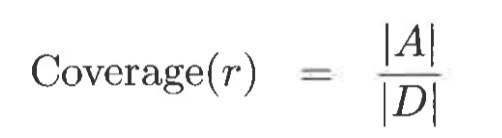 Coverage(r) = |A| / |D|